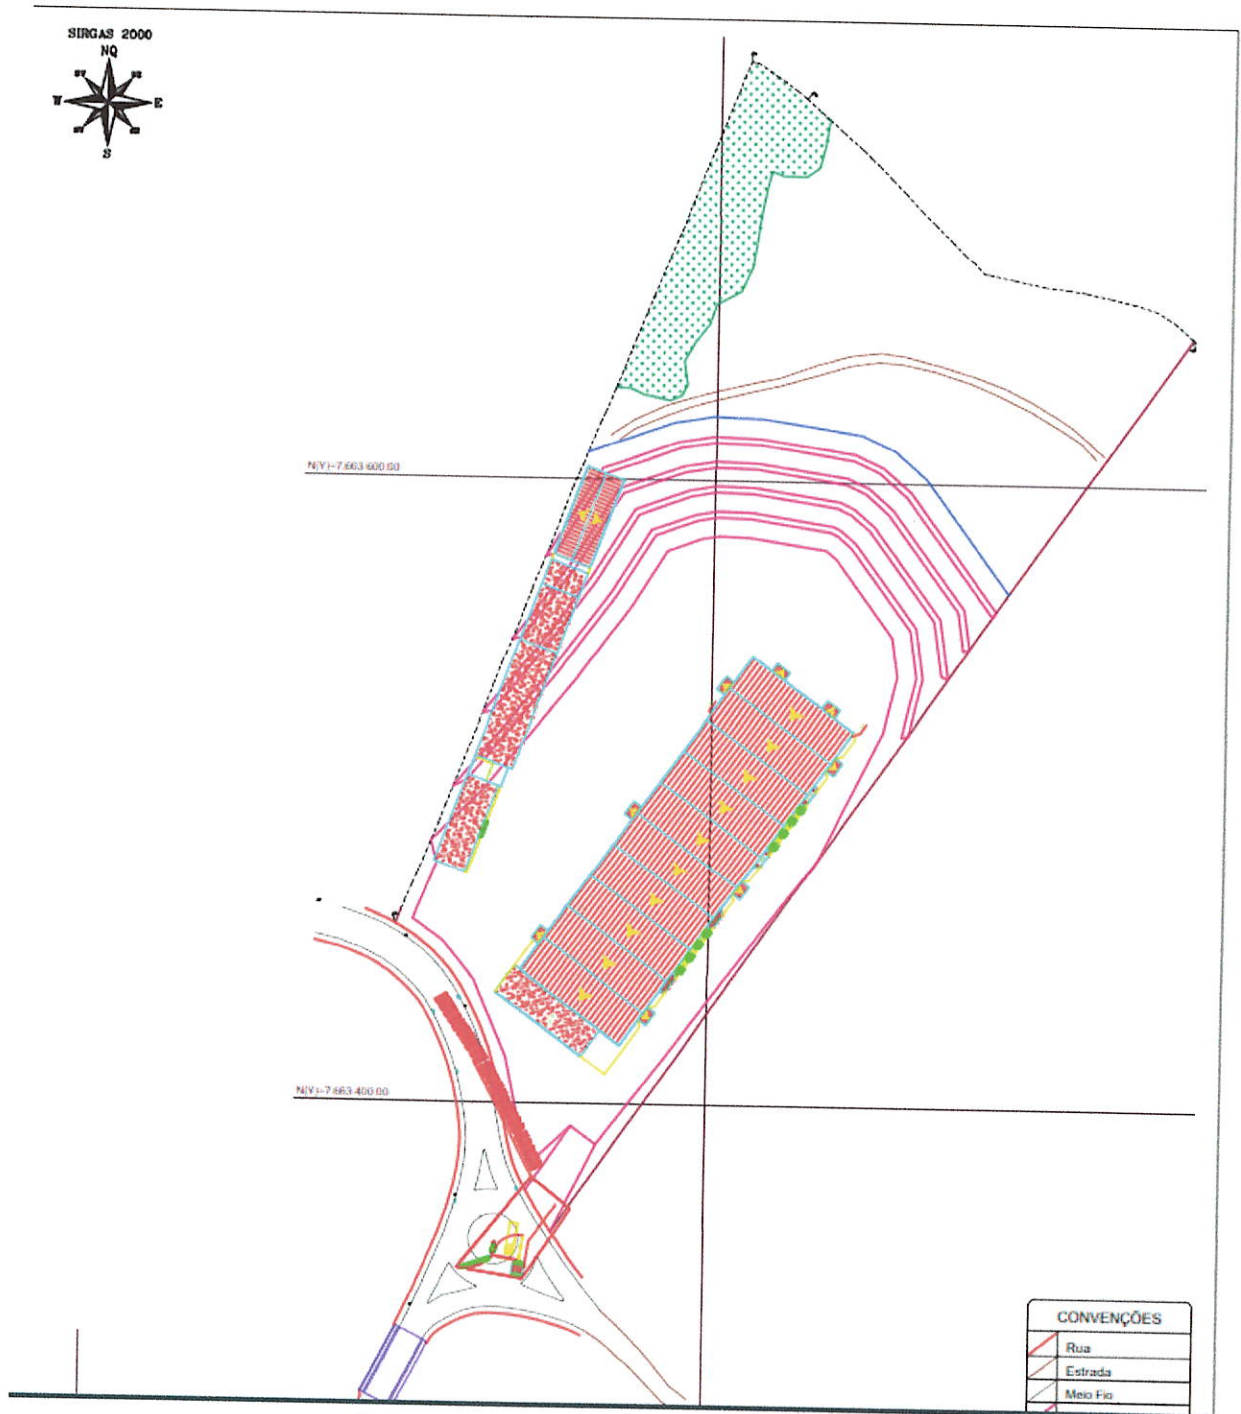 SIRGAS 2000
NQ
W
E
S
N(Y)=7.663.600.00
N(Y)=7.663.400.00
CONVENÇÕES
Rua
Estrada
Meio Fio